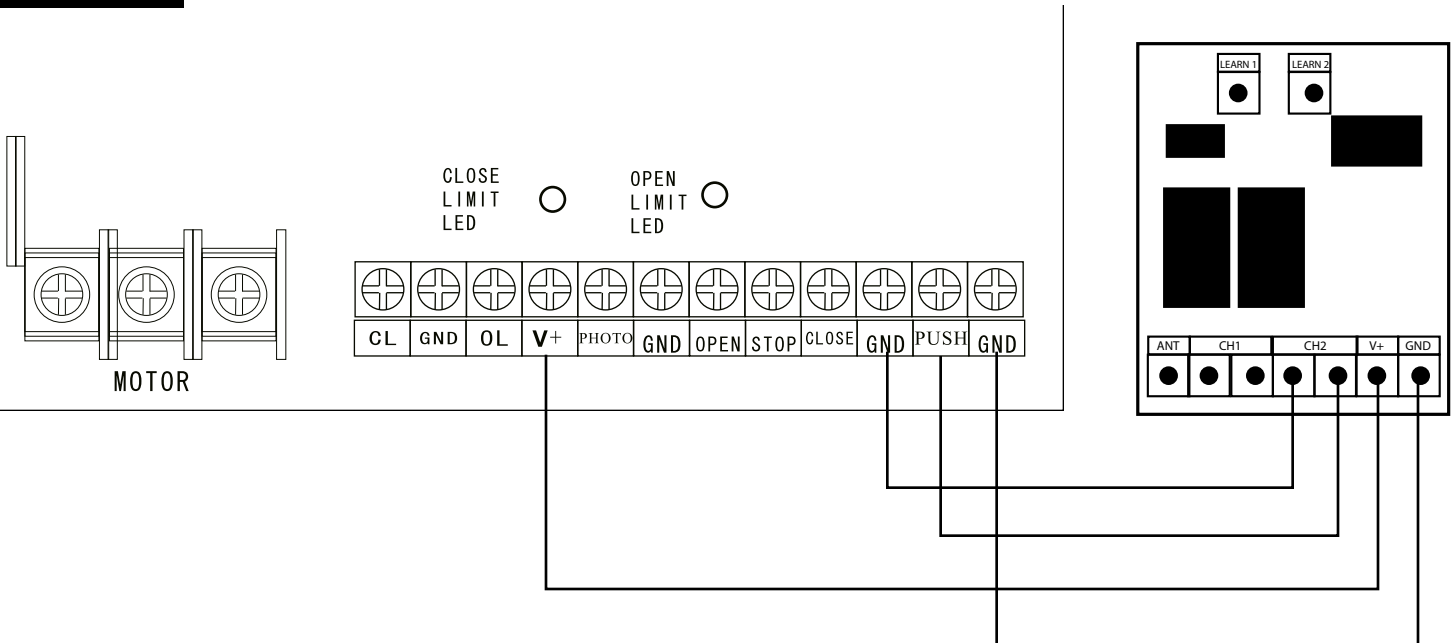 LEARN 1 LEARN 2
CLOSE
LIMIT
LED
OPEN
LIMIT
LED
CL GND OL V+ PHOTO GND OPEN STOP CLOSE GND PUSH GND
MOTOR
ANT CH1 CH2 V+ GND